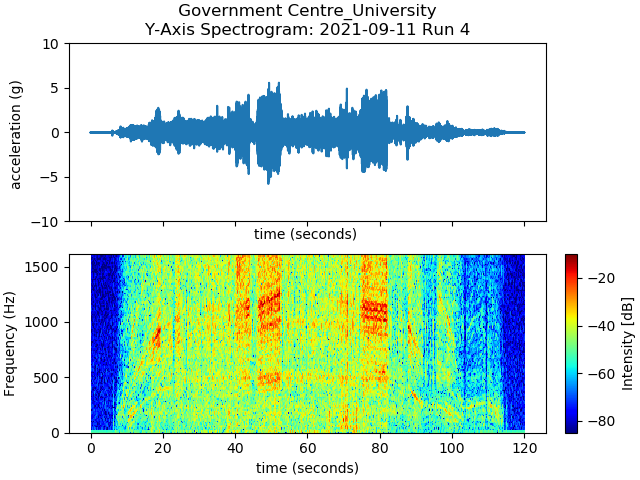 Government Centre_University
Y-Axis Spectrogram: 2021-09-11 Run 4
10
5
0
−5
−10
acceleration (g)
time (seconds)
1500
1000
500
0
Frequency (Hz)
0 20 40 60 80 100 120
time (seconds)
−20
−40
−60
−80
Intensity [dB]